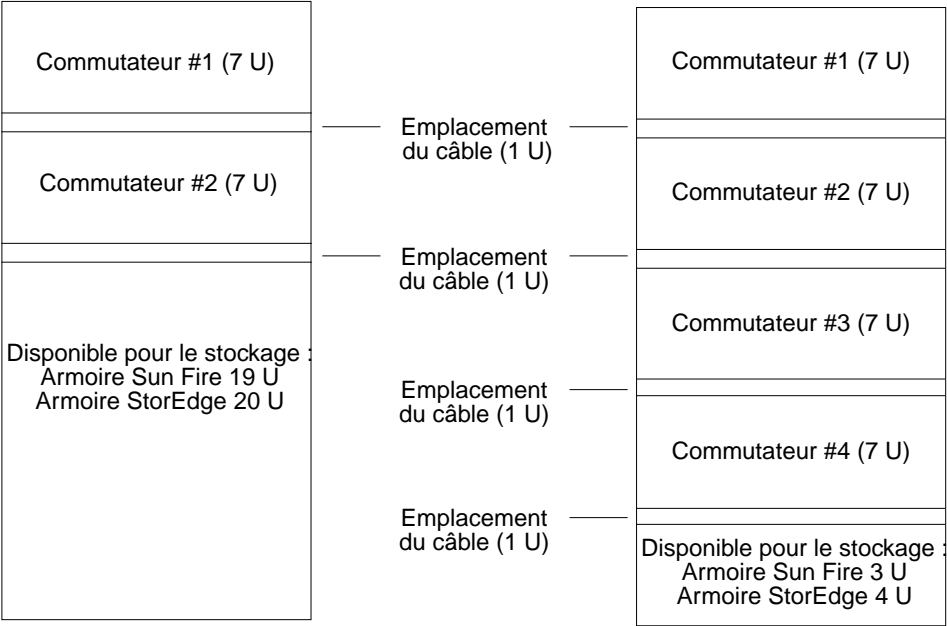 Commutateur #1 (7 U)
Commutateur #2 (7 U)
Disponible pour le stockage :
Armoire Sun Fire 19 U
Armoire StorEdge 20 U
Emplacement
du câble (1 U)
Emplacement
du câble (1 U)
Emplacement
du câble (1 U)
Emplacement
du câble (1 U)
Commutateur #1 (7 U)
Commutateur #2 (7 U)
Commutateur #3 (7 U)
Commutateur #4 (7 U)
Disponible pour le stockage :
Armoire Sun Fire 3 U
Armoire StorEdge 4 U